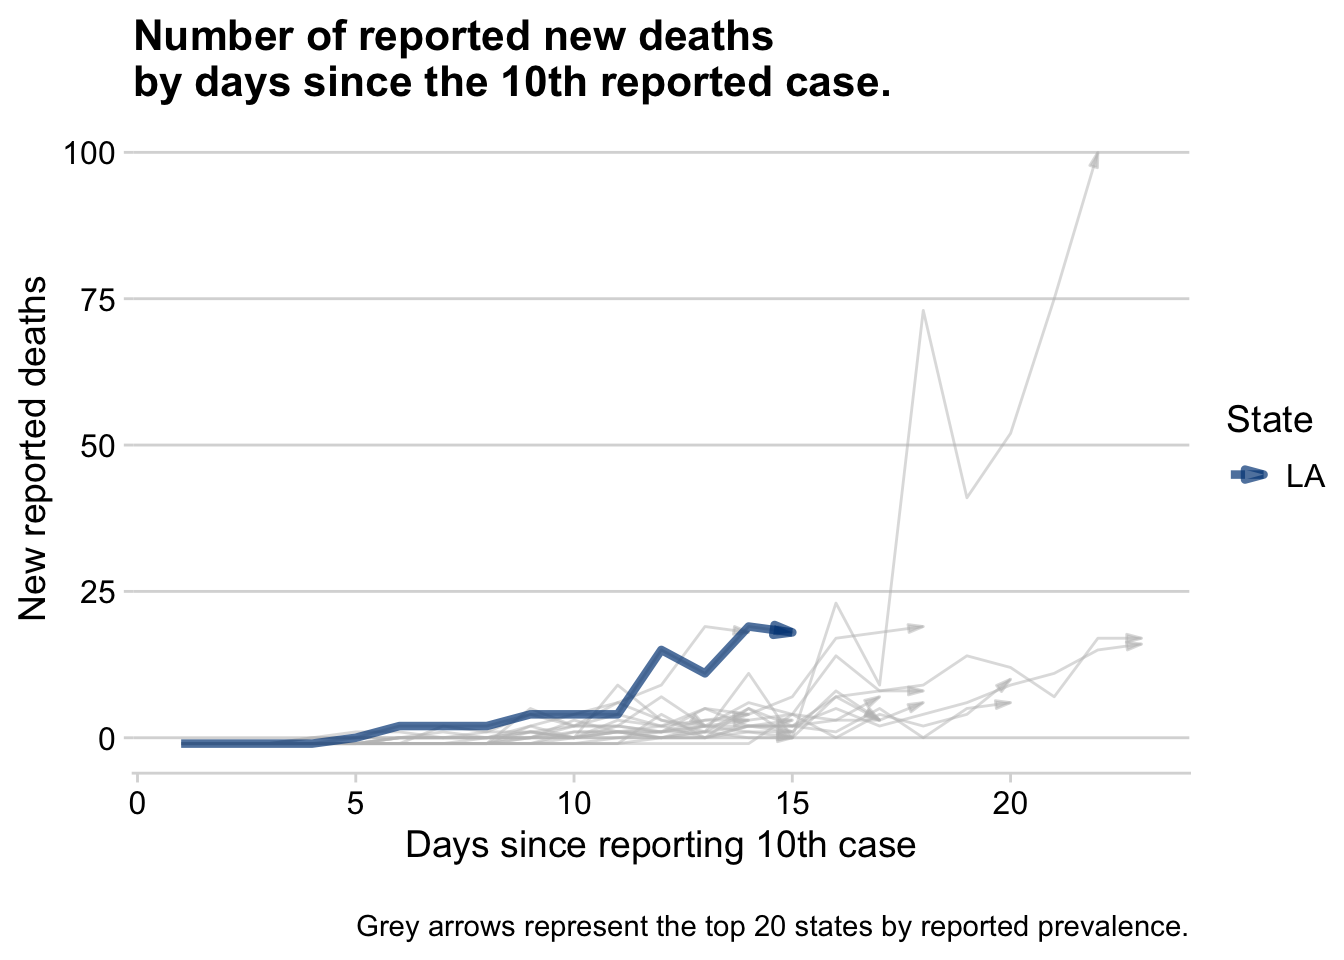 Number of reported new deaths
by days since the 10th reported case.
New reported deaths
100
75
50
25
0
0 5 10 15 20
Days since reporting 10th case
State
LA
Grey arrows represent the top 20 states by reported prevalence.